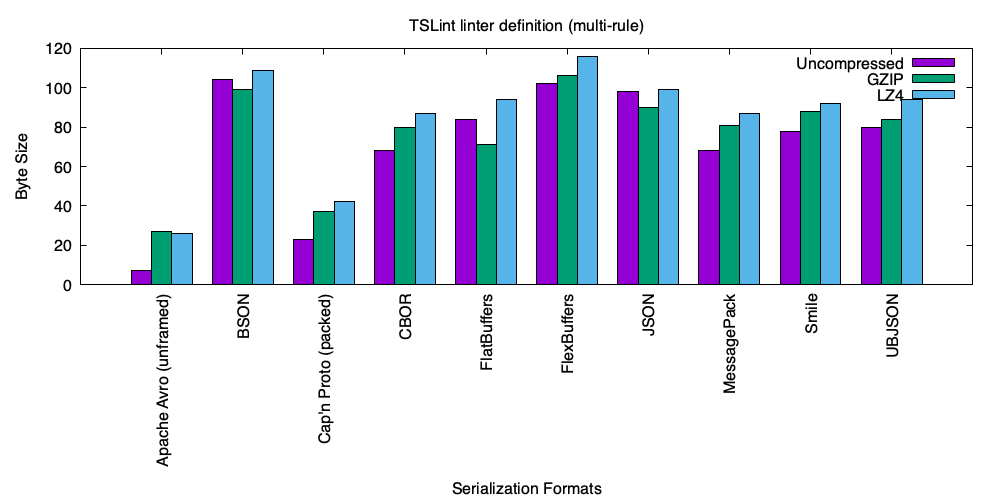 TSLint linter definition (multi-rule)
Uncompressed
GZIP
LZ4
Byte Size
120
100
80
60
40
20
0
Apache Avro (unframed)
BSON
Cap'n Proto (packed)
CBOR
FlatBuffers
FlexBuffers
JSON
MessagePack
Smile
UBJSON
Serialization Formats